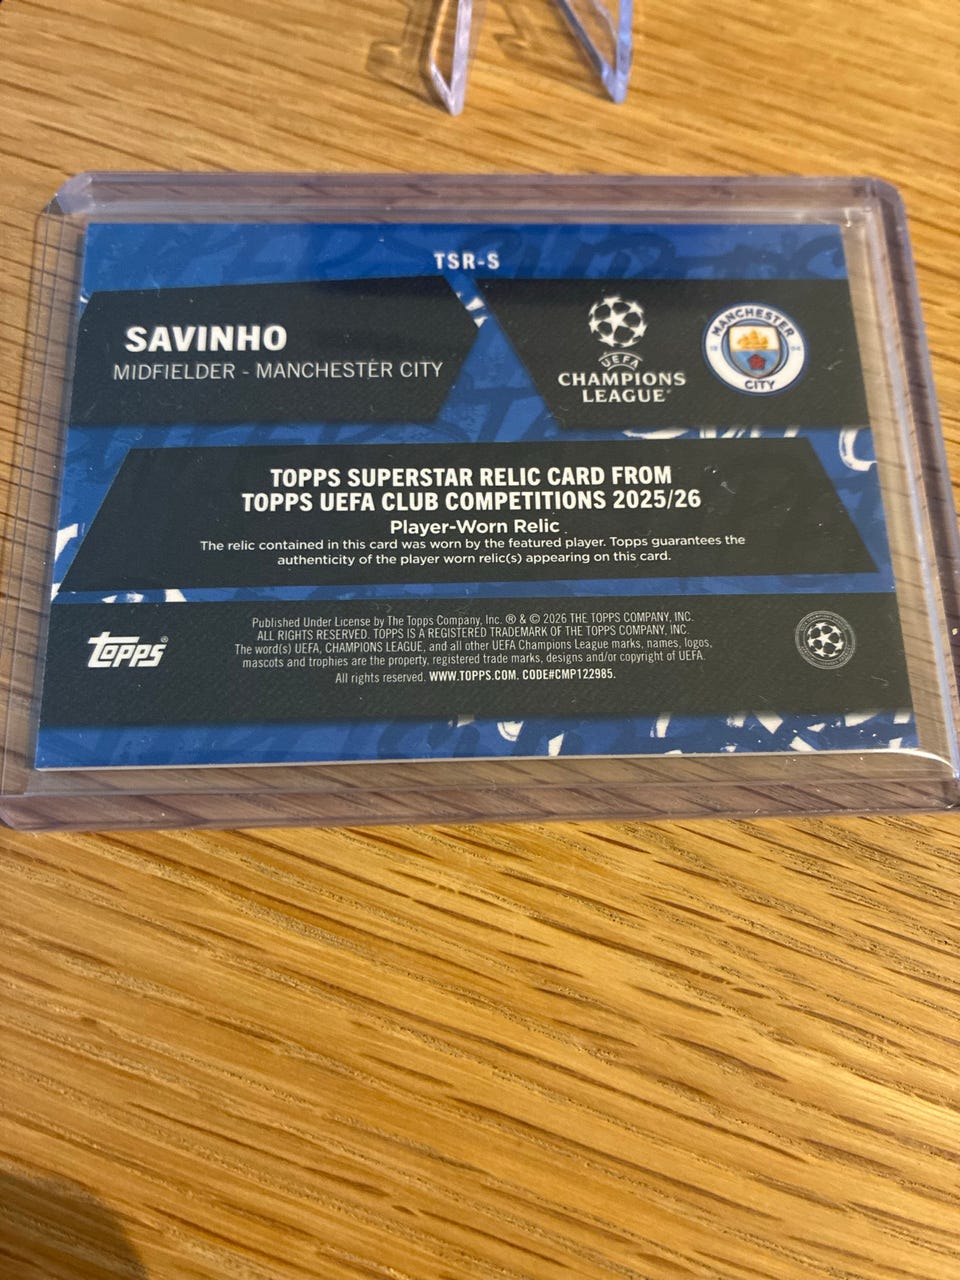 TSR-S
SAVINHO
MIDFIELDER - MANCHESTER CITY
UEFA
CHAMPIONS
LEAGUE®
MANCHESTER
CITY
TOPPS SUPERSTAR RELIC CARD FROM
TOPPS UEFA CLUB COMPETITIONS 2025/26
Player-Worn Relic
The relic contained in this card was worn by the featured player. Topps guarantees the
authenticity of the player worn relic(s) appearing on this card.
topps®
Published Under License by The Topps Company, Inc. ® & © 2026 THE TOPPS COMPANY, INC.
ALL RIGHTS RESERVED. TOPPS IS A REGISTERED TRADEMARK OF THE TOPPS COMPANY, INC.
The word(s) UEFA, CHAMPIONS LEAGUE, and all other UEFA Champions League marks, names, logos,
mascots and trophies are the property, registered trade marks, designs and/or copyright of UEFA.
All rights reserved. WWW.TOPPS.COM. CODE#CMP122985.